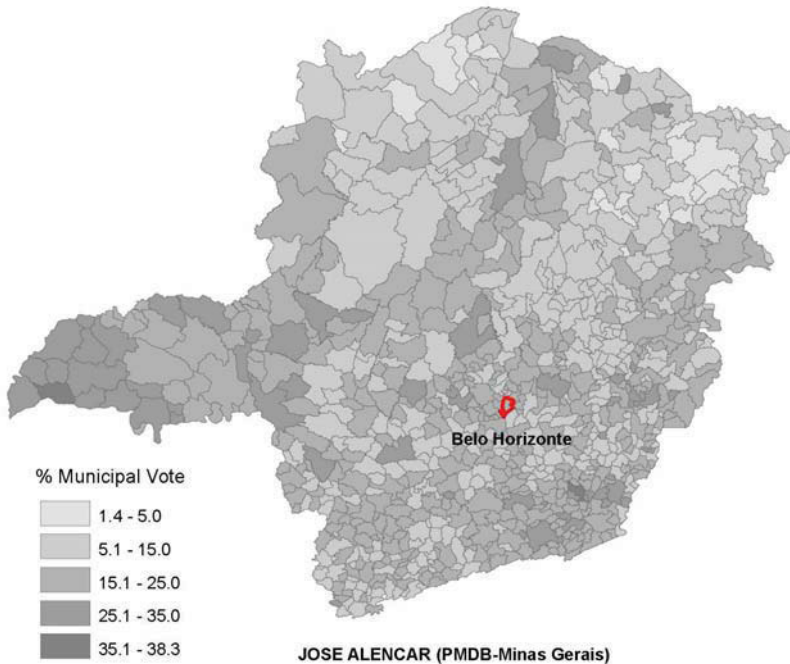 Belo Horizonte
% Municipal Vote
1.4 - 5.0
5.1 - 15.0
15.1 - 25.0
25.1 - 35.0
35.1 - 38.3
JOSE ALENCAR (PMDB-Minas Gerais)